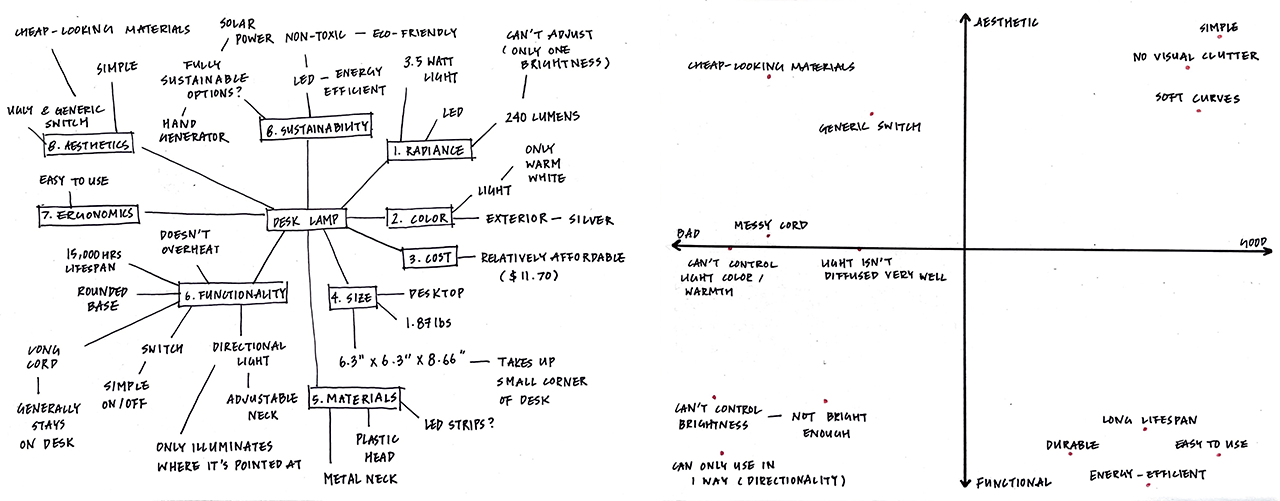 CHEAP-LOOKING MATERIALS
SIMPLE
UGLY & GENERIC
SWITCH
8. AESTHETICS
SOLAR
POWER
NON-TOXIC — ECO-FRIENDLY
FULLY
SUSTAINABLE
OPTIONS?
HAND
GENERATOR
LED — ENERGY
EFFICIENT
8. SUSTAINABILITY
CAN'T ADJUST
(ONLY ONE
BRIGHTNESS)
3.5 WATT
LIGHT
LED
240 LUMENS
1. RADIANCE
ONLY
WARM
WHITE
LIGHT
2. COLOR
EXTERIOR — SILVER
EASY TO USE
7. ERGONOMICS
DESK LAMP
3. COST
RELATIVELY AFFORDABLE
($11.70)
DOESN'T
OVERHEAT
15,000 HRS
LIFESPAN
ROUNDED
BASE
6. FUNCTIONALITY
4. SIZE
DESKTOP
1.87 lbs
6.3" X 6.3" X 8.66" — TAKES UP
SMALL CORNER
OF DESK
LONG
CORD
GENERALLY
STAYS
ON DESK
SWITCH
SIMPLE
ON/OFF
DIRECTIONAL
LIGHT
ADJUSTABLE
NECK
ONLY ILLUMINATES
WHERE IT'S POINTED AT
5. MATERIALS
LED STRIPS?
PLASTIC
HEAD
METAL NECK
AESTHETIC
SIMPLE
NO VISUAL CLUTTER
SOFT CURVES
CHEAP-LOOKING MATERIALS
GENERIC SWITCH
MESSY CORD
BAD
GOOD
CAN'T CONTROL
LIGHT COLOR /
WARMTH
LIGHT ISN'T
DIFFUSED VERY WELL
CAN'T CONTROL
BRIGHTNESS
— NOT BRIGHT
ENOUGH
CAN ONLY USE IN
1 WAY (DIRECTIONALITY)
LONG LIFESPAN
DURABLE
EASY TO USE
ENERGY-EFFICIENT
FUNCTIONAL